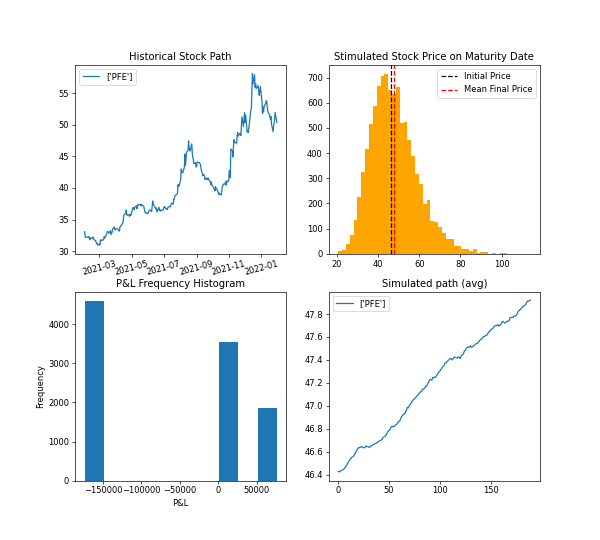 Historical Stock Path
['PFE']
55
50
45
40
35
30
2021-03 2021-05 2021-07 2021-09 2021-11 2022-01
Stimulated Stock Price on Maturity Date
Initial Price
Mean Final Price
700
600
500
400
300
200
100
0
20 40 60 80 100
P&L Frequency Histogram
Frequency
4000
3000
2000
1000
0
−150000 −100000 −50000 0 50000
P&L
Simulated path (avg)
['PFE']
47.8
47.6
47.4
47.2
47.0
46.8
46.6
46.4
0 50 100 150